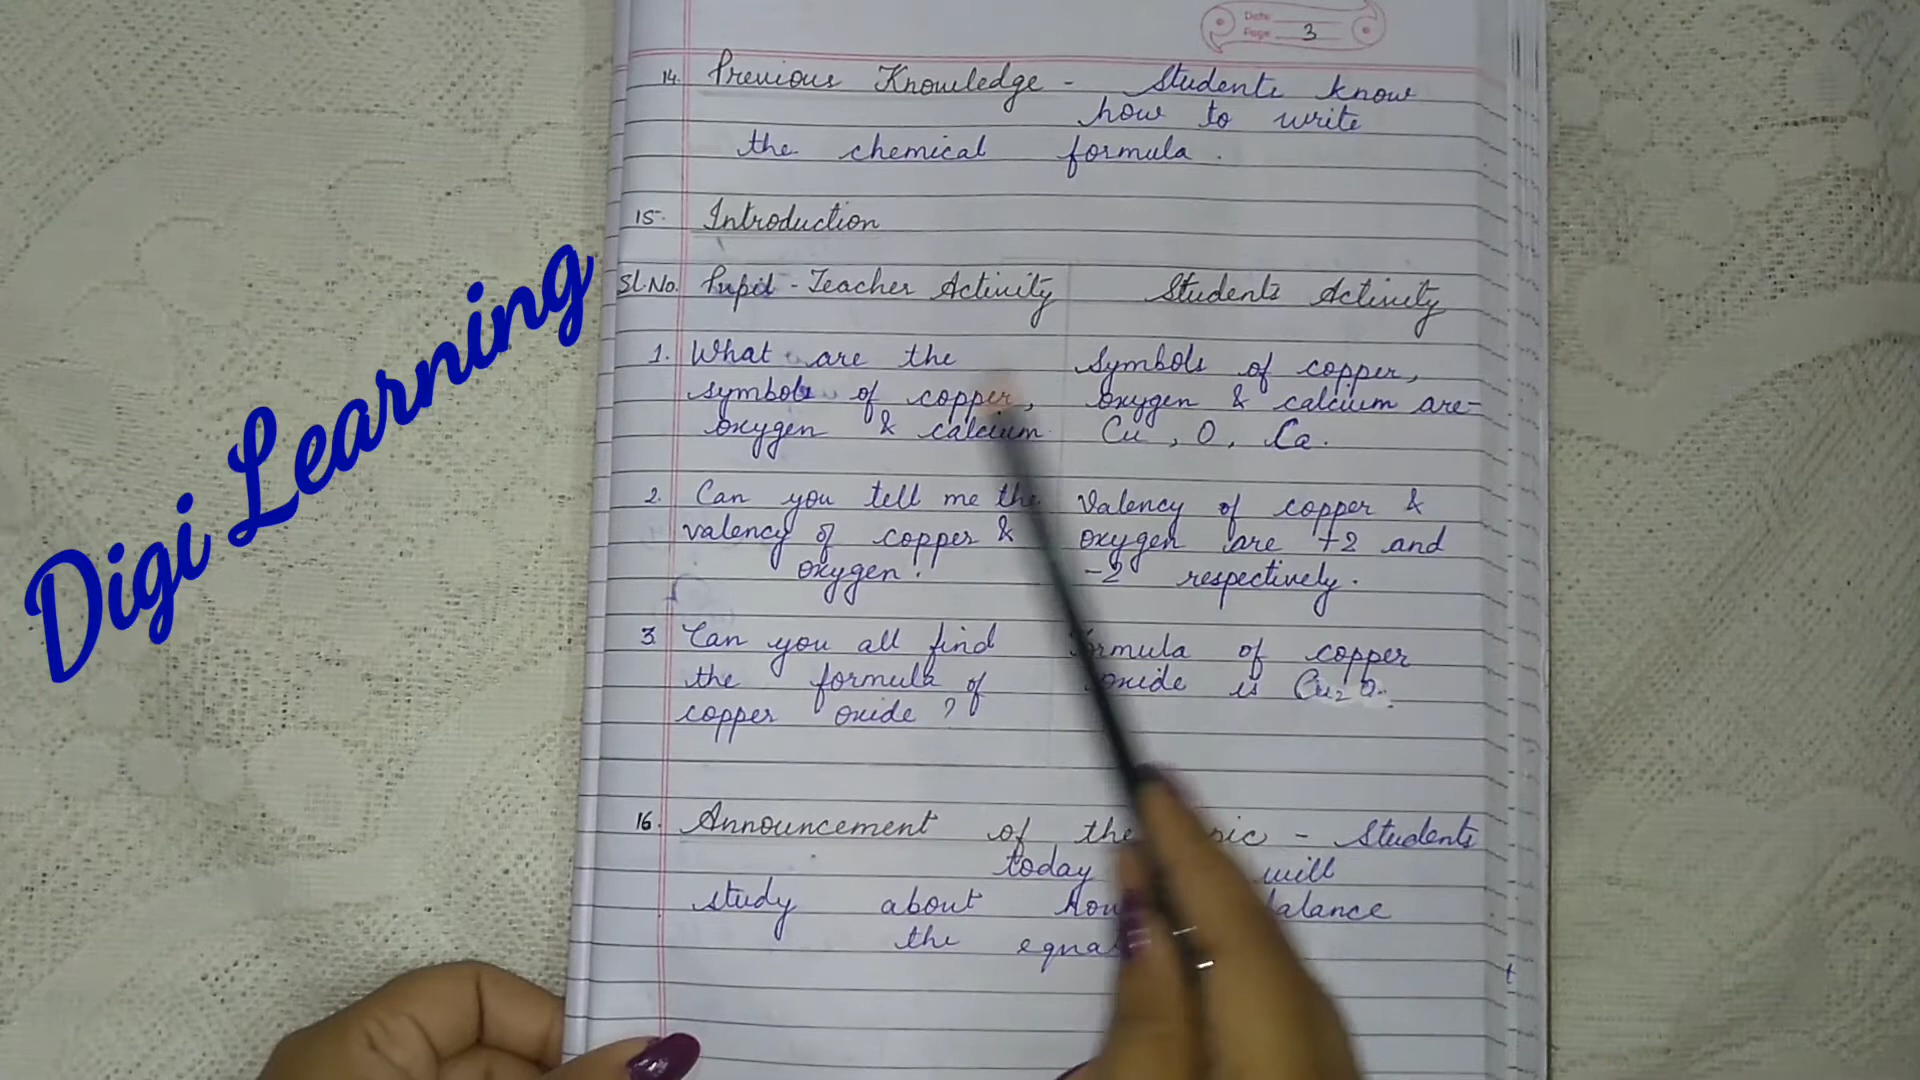 Date
Page 3
14. Previous Knowledge - Students know
how to write
the chemical formula.
15. Introduction
Sl.No. Pupil-Teacher Activity Students Activity
1. What are the
symbols of copper,
oxygen & calcium.
Symbols of copper,
oxygen & calcium are-
Cu, O, Ca.
2. Can you tell me the
valency of copper &
oxygen.
Valency of copper &
oxygen are +2 and
-2 respectively.
3. Can you all find
the formula of
copper oxide?
Formula of copper
oxide is Cu2O.
16. Announcement of the - Students
today will
study about balance
the
Digi Learning